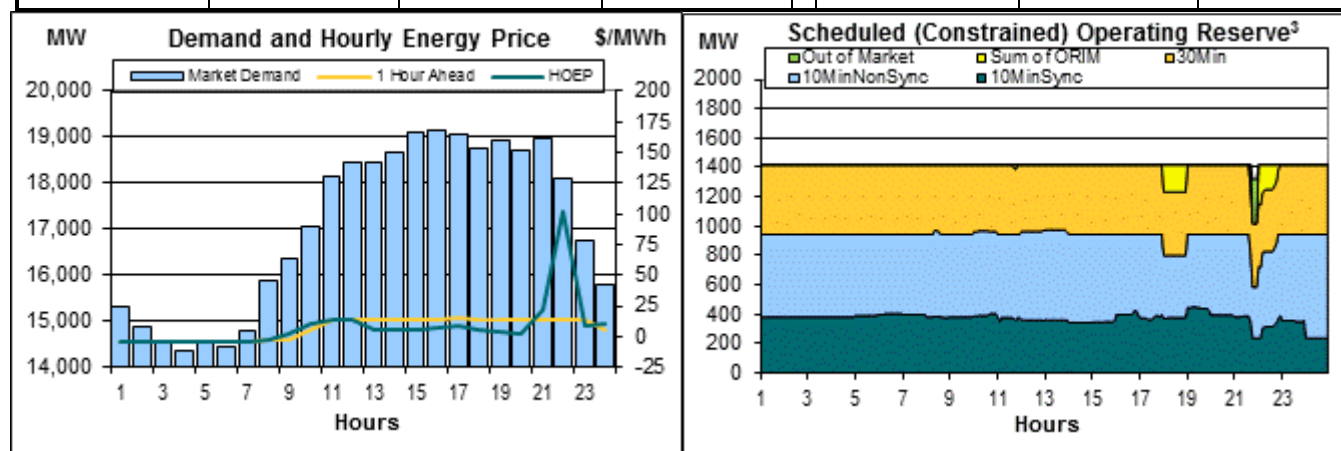 MW Demand and Hourly Energy Price $/MWh
Market Demand 1 Hour Ahead HOEP
20,000 200
19,000 175
18,000 150
17,000 125
16,000 100
15,000 75
14,000 50
25
0
-25
1 3 5 7 9 11 13 15 17 19 21 23
Hours
MW Scheduled (Constrained) Operating Reserve³
Out of Market Sum of ORIM 30Min
10MinNonSync 10MinSync
2000
1800
1600
1400
1200
1000
800
600
400
200
0
1 3 5 7 9 11 13 15 17 19 21 23
Hours